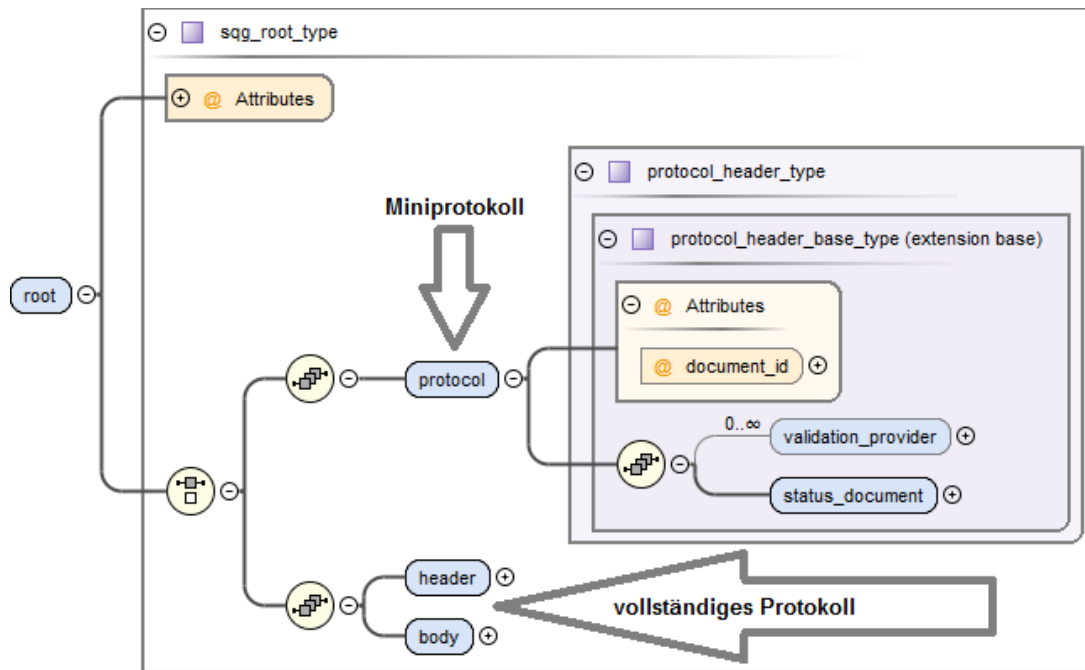 sqg_root_type
@ Attributes
protocol_header_type
Miniprotokoll
protocol_header_base_type (extension base)
root
@ Attributes
@ document_id
protocol
0..∞
validation_provider
status_document
header
vollständiges Protokoll
body